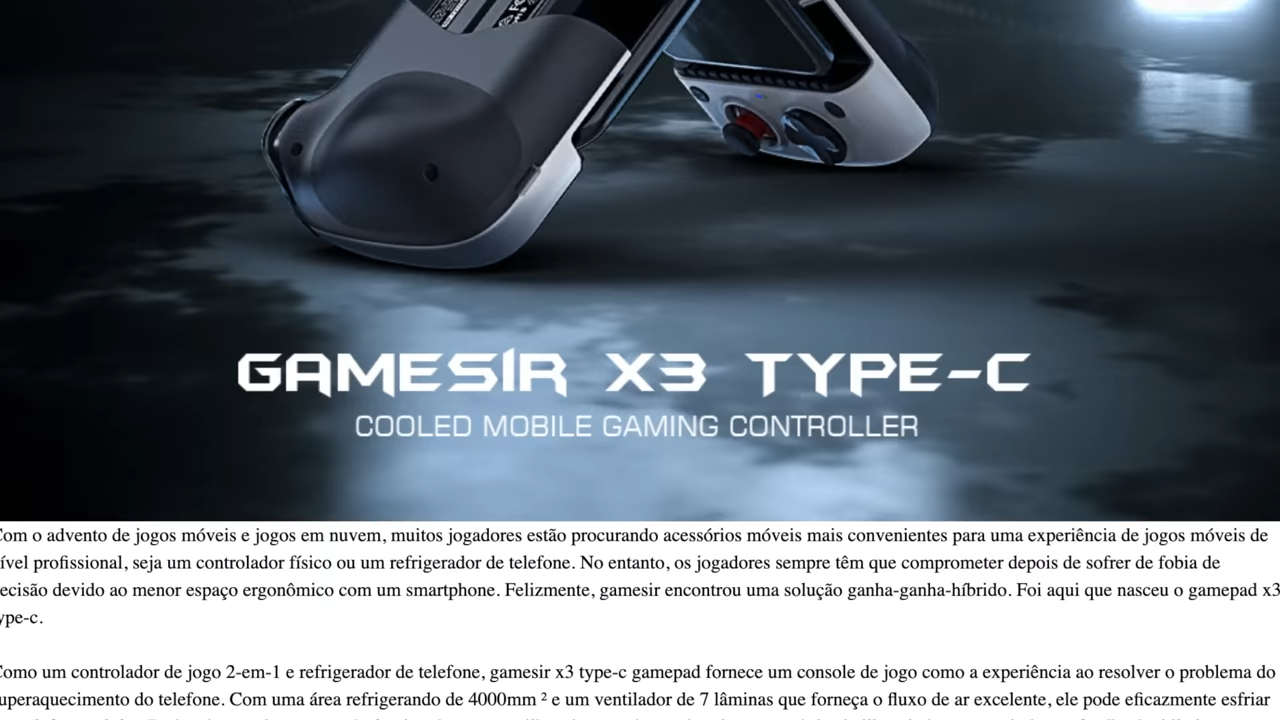 GAMESIR X3 TYPE-C
COOLED MOBILE GAMING CONTROLLER
Com o advento de jogos móveis e jogos em nuvem, muitos jogadores estão procurando acessórios móveis mais convenientes para uma experiência de jogos móveis de
ível profissional, seja um controlador físico ou um refrigerador de telefone. No entanto, os jogadores sempre têm que comprometer depois de sofrer de fobia de
ecisão devido ao menor espaço ergonômico com um smartphone. Felizmente, gamesir encontrou uma solução ganha-ganha-híbrido. Foi aqui que nasceu o gamepad x3
ype-c.
Como um controlador de jogo 2-em-1 e refrigerador de telefone, gamesir x3 type-c gamepad fornece um console de jogo como a experiência ao resolver o problema do
uperaquecimento do telefone. Com uma área refrigerando de 4000mm ² e um ventilador de 7 lâminas que forneça o fluxo de ar excelente, ele pode eficazmente esfriar